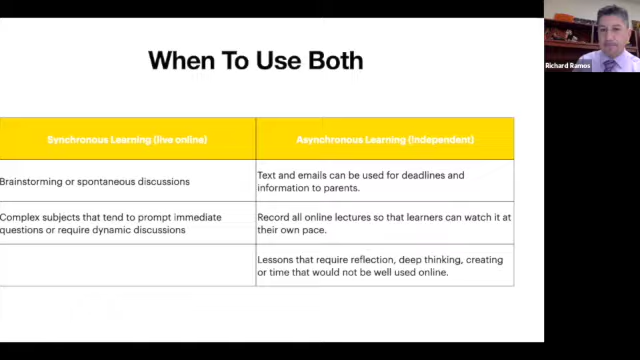 When To Use Both
Richard Ramos
Synchronous Learning (live online)
Asynchronous Learning (Independent)
Brainstorming or spontaneous discussions
Text and emails can be used for deadlines and
information to parents.
Complex subjects that tend to prompt immediate
questions or require dynamic discussions
Record all online lectures so that learners can watch it at
their own pace.
Lessons that require reflection, deep thinking, creating
or time that would not be well used online.